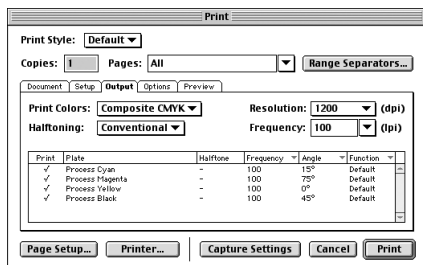 Print
Print Style: Default
Copies: 1 Pages: All Range Separators...
Document Setup Output Options Preview
Print Colors: Composite CMYK Resolution: 1200 (dpi)
Halftoning: Conventional Frequency: 100 (lpi)
Print Plate Halftone Frequency Angle Function
✓ Process Cyan – 100 15° Default
✓ Process Magenta – 100 75° Default
✓ Process Yellow – 100 0° Default
✓ Process Black – 100 45° Default
Page Setup... Printer... Capture Settings Cancel Print